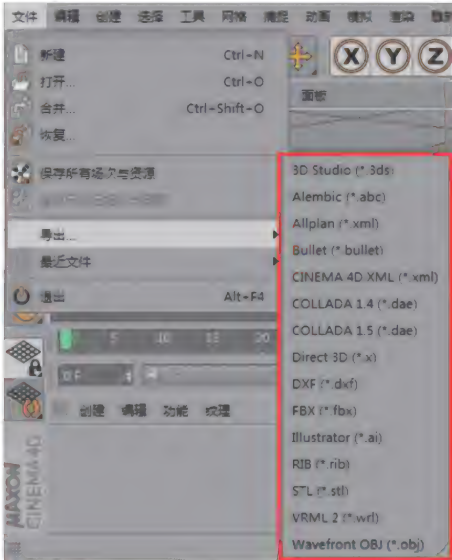 文件 编辑 创建 选择 工具 网格 捕捉 动画 模拟 渲染
新建 Ctrl-N
打开... Ctrl-O
合并... Ctrl-Shift-O
恢复...
保存所有场次与资源
导出...
最近文件
退出 Alt-F4
X Y Z
面板
3D Studio (*.3ds)
Alembic (*.abc)
Allplan (*.xml)
Bullet (*.bullet)
CINEMA 4D XML (*.xml)
COLLADA 1.4 (*.dae)
COLLADA 1.5 (*.dae)
Direct 3D (*.x)
DXF (*.dxf)
FBX (*.fbx)
Illustrator (*.ai)
RIB (*.rib)
STL (*.stl)
VRML 2 (*.wrl)
Wavefront OBJ (*.obj)
5 10 15 20
0 F
创建 编辑 功能 纹理
MAXON
CINEMA 4D